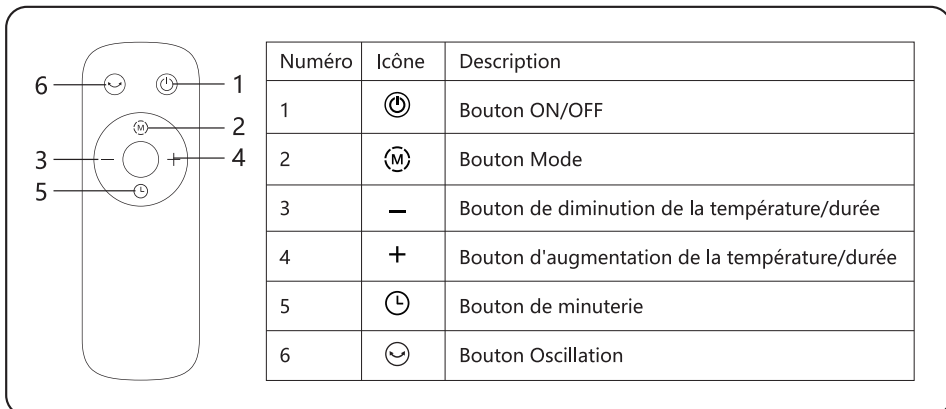 6
1
2
3
4
5
M
Numéro Icône Description
1 Bouton ON/OFF
2 M Bouton Mode
3 − Bouton de diminution de la température/durée
4 + Bouton d'augmentation de la température/durée
5 Bouton de minuterie
6 Bouton Oscillation